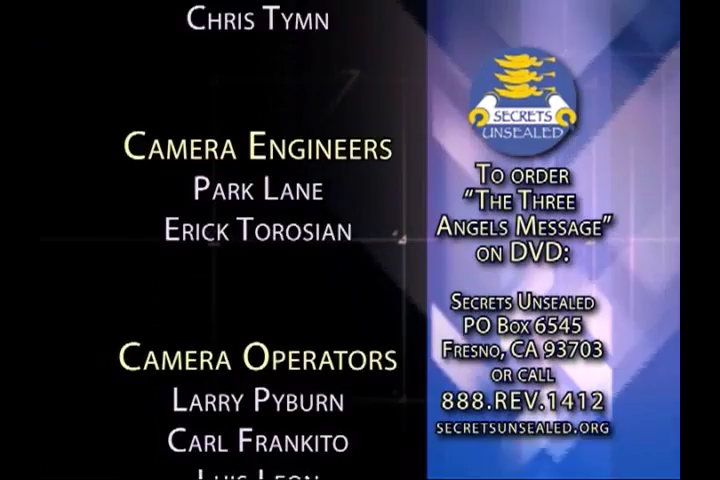 CHRIS TYMN
CAMERA ENGINEERS
PARK LANE
ERICK TOROSIAN
CAMERA OPERATORS
LARRY PYBURN
CARL FRANKITO
LUIS LEON
SECRETS
UNSEALED
TO ORDER
“THE THREE
ANGELS MESSAGE”
ON DVD:
SECRETS UNSEALED
PO BOX 6545
FRESNO, CA 93703
OR CALL
888.REV.1412
SECRETSUNSEALED.ORG